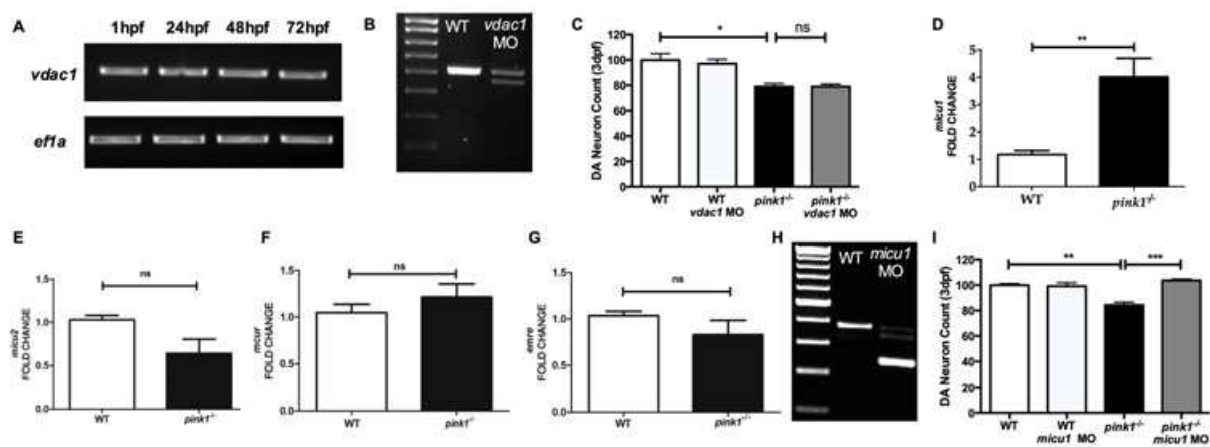 A
1hpf 24hpf 48hpf 72hpf
vdac1
ef1a
B
WT vdac1
MO
C
DA Neuron Count (3dpf)
120
100
80
60
40
20
0
*
ns
WT
WT
vdac1 MO
pink1-/-
pink1-/-
vdac1 MO
D
micu1
FOLD CHANGE
5
4
3
2
1
0
**
WT
pink1-/-
E
micu2
FOLD CHANGE
1.5
1.0
0.5
0.0
ns
WT
pink1-/-
F
mcur
FOLD CHANGE
1.5
1.0
0.5
0.0
ns
WT
pink1-/-
G
emre
FOLD CHANGE
1.5
1.0
0.5
0.0
ns
WT
pink1-/-
H
WT micu1
MO
I
DA Neuron Count (3dpf)
120
100
80
60
40
20
0
**
***
WT
WT
micu1 MO
pink1-/-
pink1-/-
micu1 MO